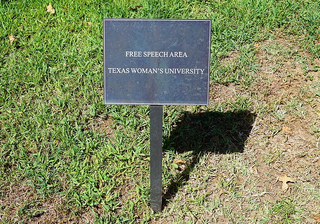 FREE SPEECH AREA
TEXAS WOMAN'S UNIVERSITY